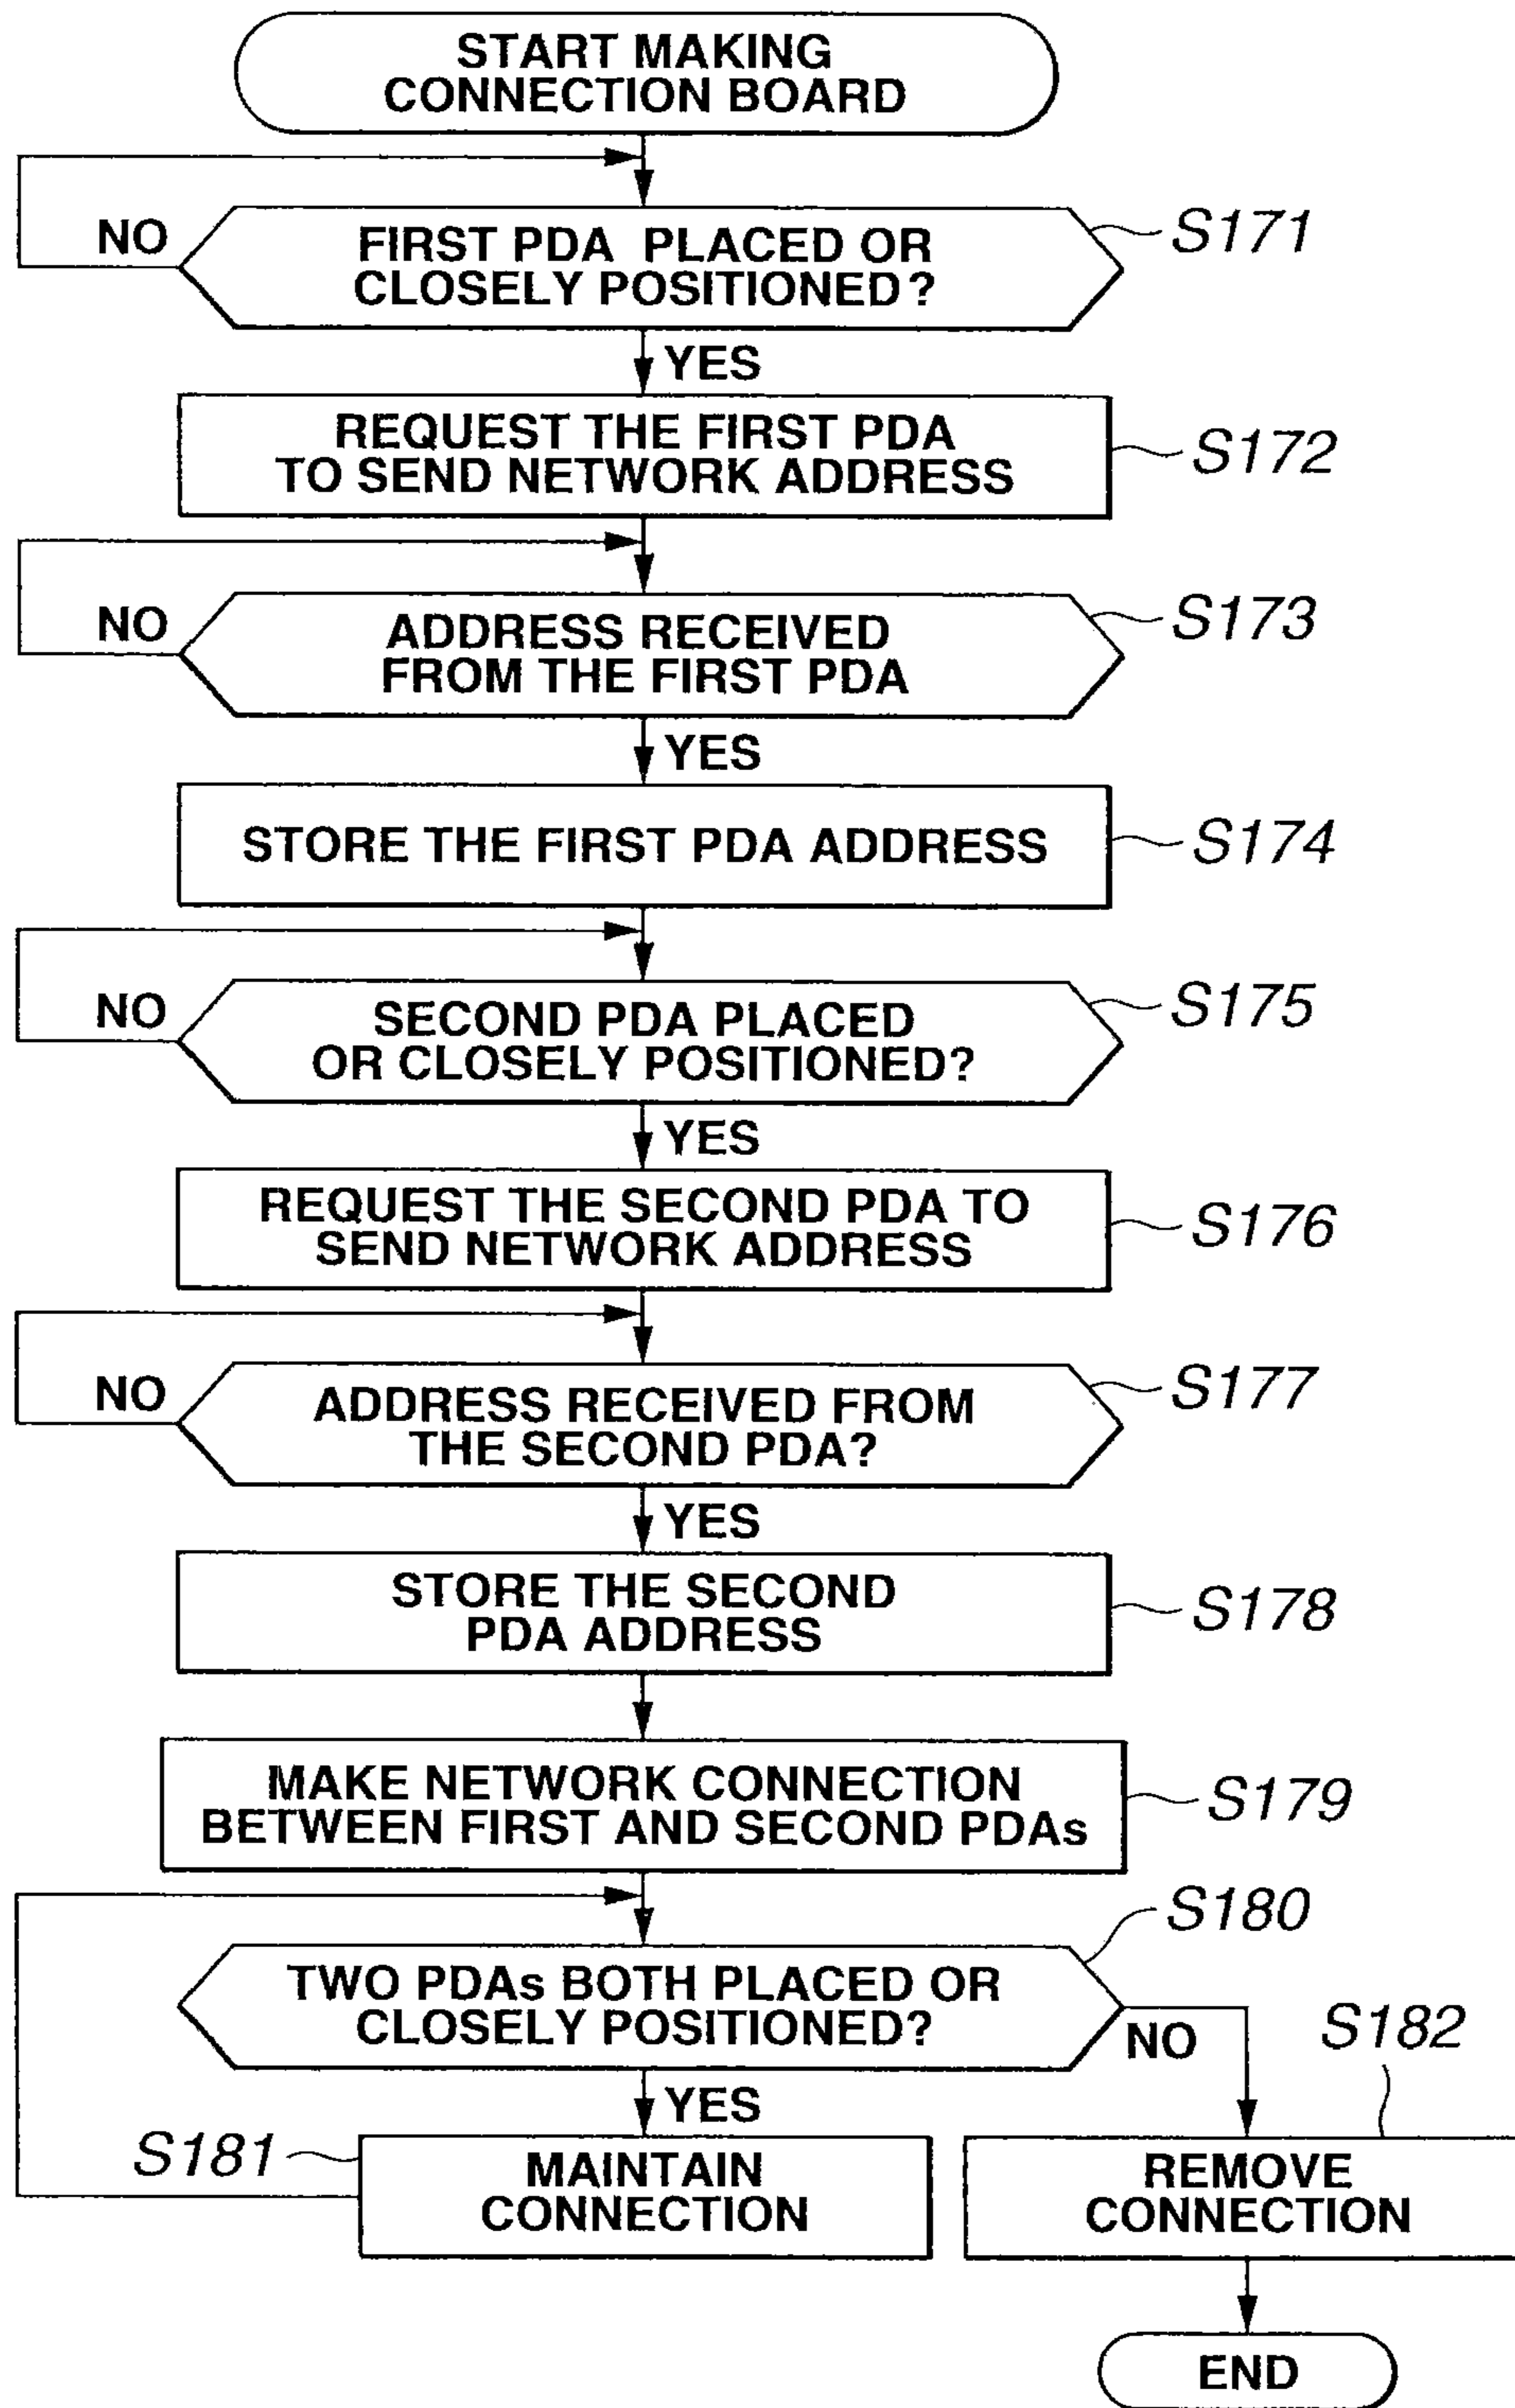 START MAKING
CONNECTION BOARD
NO
FIRST PDA PLACED OR
CLOSELY POSITIONED?
S171
YES
REQUEST THE FIRST PDA
TO SEND NETWORK ADDRESS
S172
NO
ADDRESS RECEIVED
FROM THE FIRST PDA
S173
YES
STORE THE FIRST PDA ADDRESS
S174
NO
SECOND PDA PLACED
OR CLOSELY POSITIONED?
S175
YES
REQUEST THE SECOND PDA TO
SEND NETWORK ADDRESS
S176
NO
ADDRESS RECEIVED FROM
THE SECOND PDA?
S177
YES
STORE THE SECOND
PDA ADDRESS
S178
MAKE NETWORK CONNECTION
BETWEEN FIRST AND SECOND PDAs
S179
S180
TWO PDAs BOTH PLACED OR
CLOSELY POSITIONED?
NO
S182
YES
S181
MAINTAIN
CONNECTION
REMOVE
CONNECTION
END